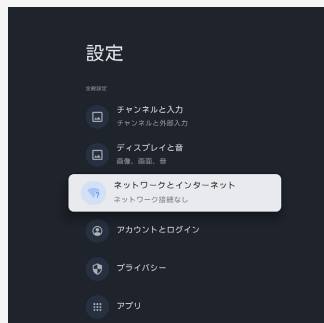 設定
全般設定
チャンネルと入力
チャンネルと外部入力
ディスプレイと音
画像、画面、音
ネットワークとインターネット
ネットワーク接続なし
アカウントとログイン
プライバシー
アプリ